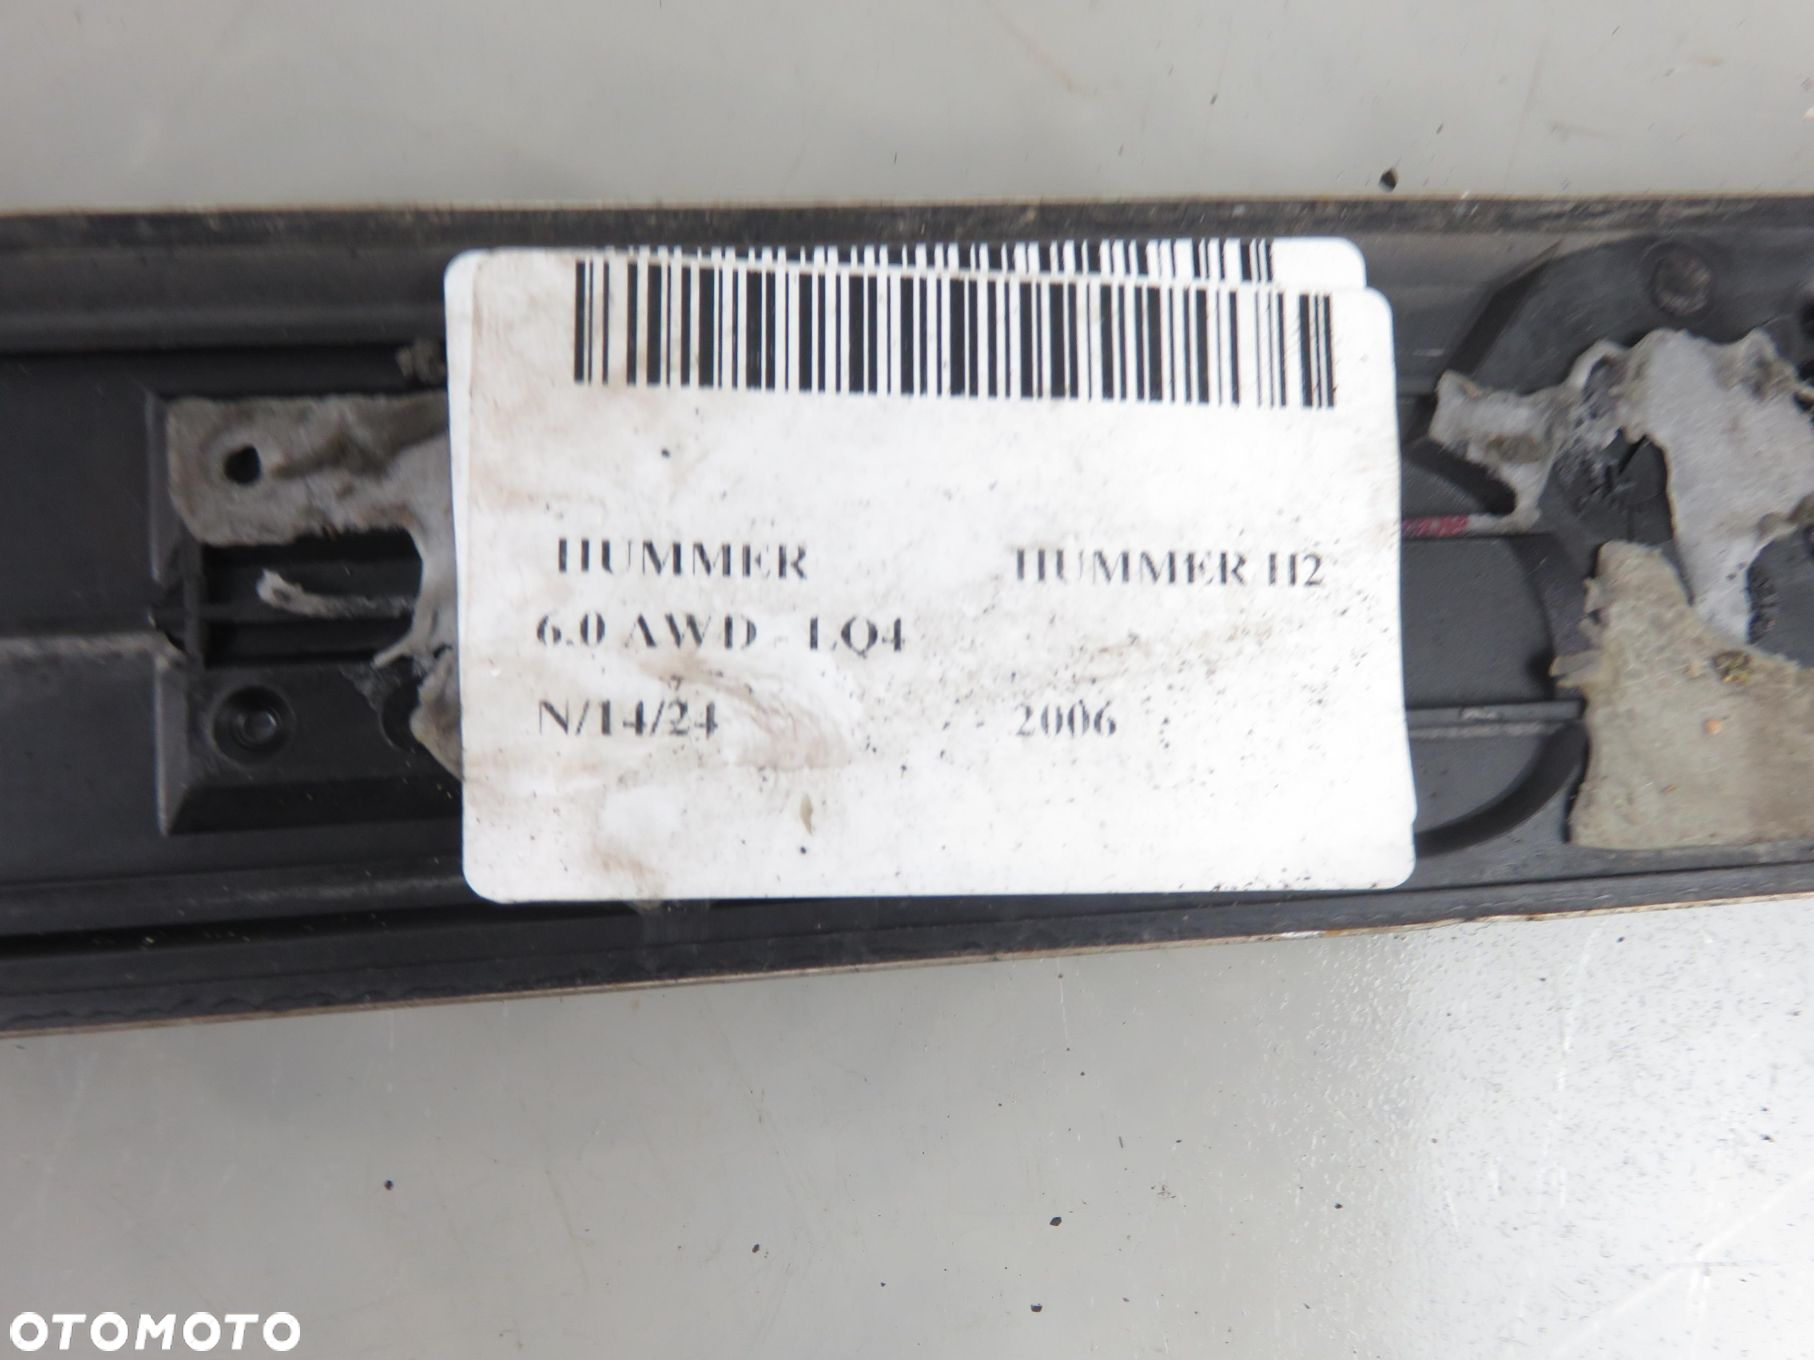 HUMMER HUMMER H2
6.0 AWD - LQ4
N/14/24 2006
OTOMOTO